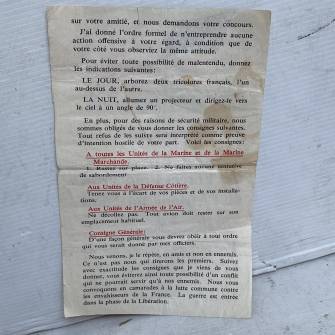 sur votre amitié, et nous demandons votre concours.
J'ai donné l'ordre formel de n'entreprendre aucune
action offensive à votre égard, à condition que de
votre côté vous observiez la même attitude.
Pour éviter toute possibilité de malentendu, donnez
les indications suivantes:
LE JOUR, arborez deux tricolores français, l'un
au-dessus de l'autre.
LA NUIT, allumez un projecteur et dirigez-le vers
le ciel à un angle de 90°.
En plus, pour des raisons de sécurité militaire, nous
sommes obligés de vous donner les consignes suivantes.
Tout refus de les suivre sera interprété comme preuve
d'intention hostile de votre part. Voici les consignes:
A toutes les Unités de la Marine et de la Marine
Marchande.
1. Restez sur place. 2. Ne faites aucune tentative
de sabordement.
Aux Unités de la Défense Côtière.
Tenez vous à l'écart de vos pièces et de vos installa-
tions.
Aux Unités de l'Armée de l'Air.
Ne décollez pas. Tout avion doit rester sur son
emplacement habituel.
Consigne Générale:
D'une façon générale vous devez obéir à tout ordre
qui vous serait donné par mes officiers.
Nous venons, je le répète, en amis et non en ennemis.
Ce n'est pas nous qui tirerons les premiers. Suivez
avec exactitude les consignes que je viens de vous
donner, vous éviterez ainsi toute possibilité d'un conflit
qui ne pourrait servir qu'à nos ennemis. Nous vous
convoquons en camarades à la lutte commune contre
les envahisseurs de la France. La guerre est entrée
dans la phase de la Libération.